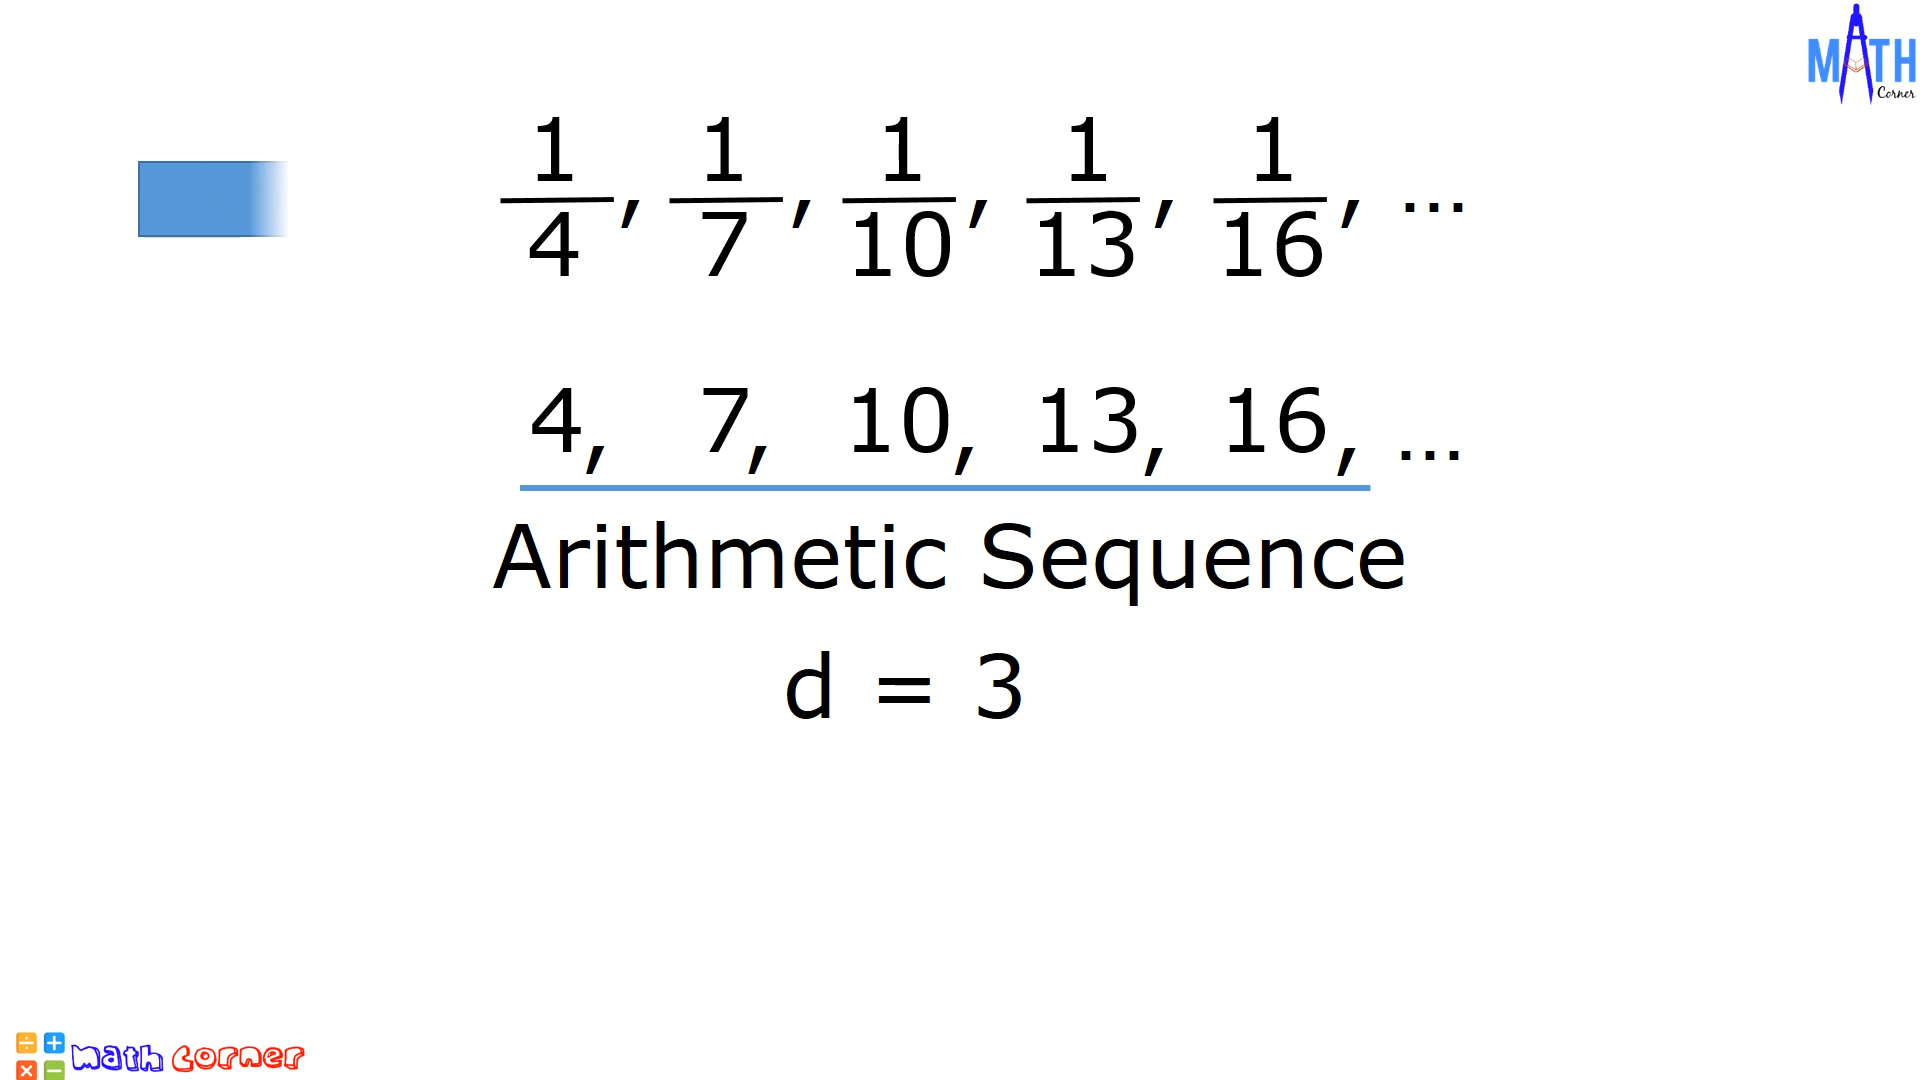 MATH
Corner
1/4, 1/7, 1/10, 1/13, 1/16, ...
4, 7, 10, 13, 16, ...
Arithmetic Sequence
d = 3
÷ +
× −
math corner